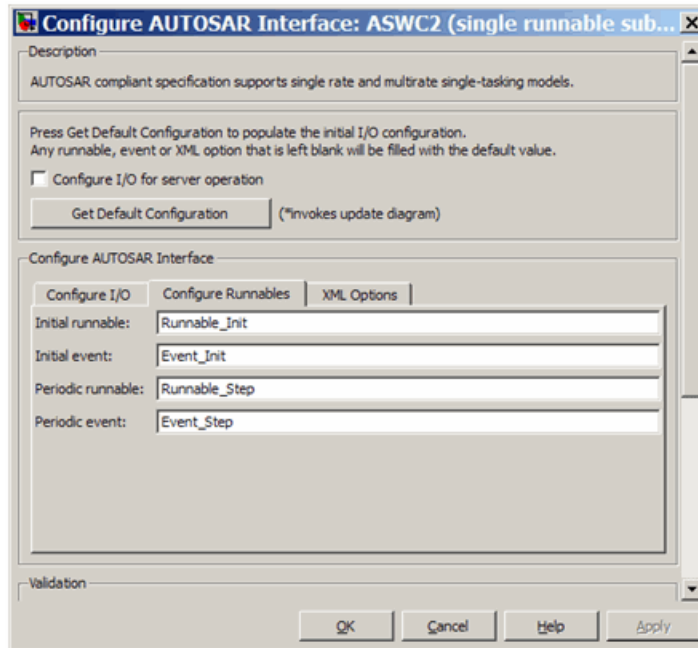 Configure AUTOSAR Interface: ASWC2 (single runnable sub...
Description
AUTOSAR compliant specification supports single rate and multirate single-tasking models.
Press Get Default Configuration to populate the initial I/O configuration.
Any runnable, event or XML option that is left blank will be filled with the default value.
Configure I/O for server operation
Get Default Configuration (*invokes update diagram)
Configure AUTOSAR Interface
Configure I/O Configure Runnables XML Options
Initial runnable: Runnable_Init
Initial event: Event_Init
Periodic runnable: Runnable_Step
Periodic event: Event_Step
Validation
OK Cancel Help Apply